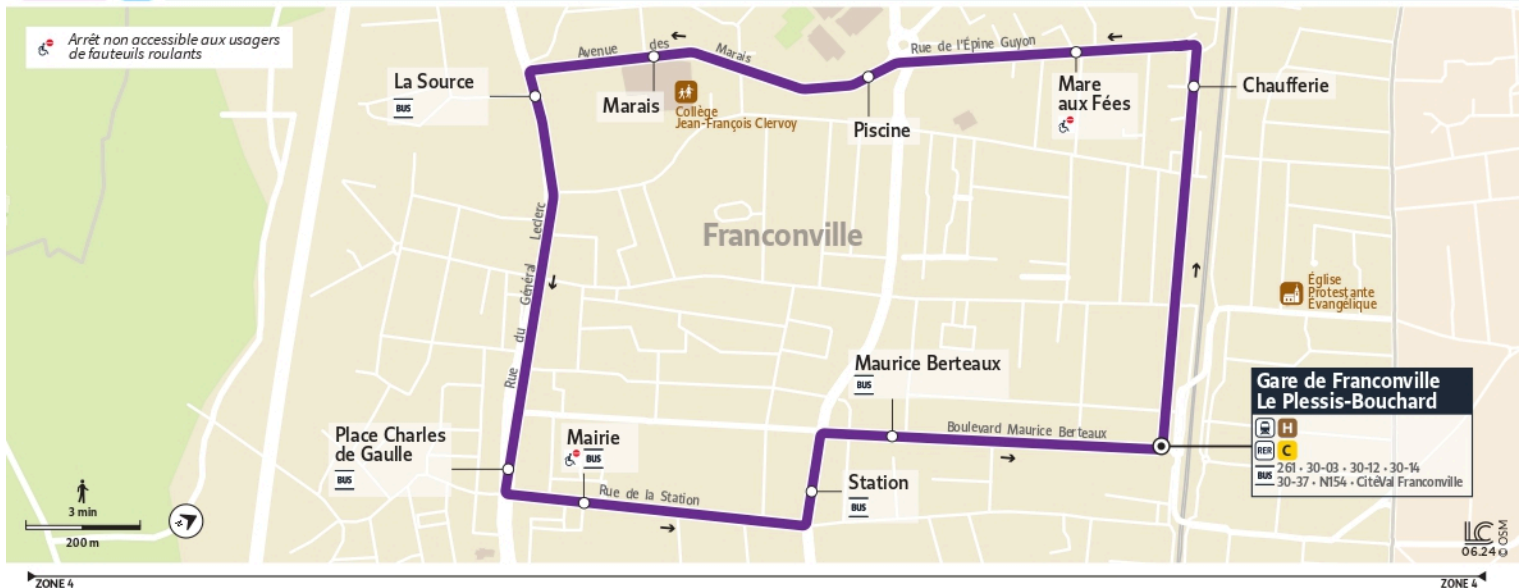 Arrêt non accessible aux usagers
de fauteuils roulants
Avenue des Marais
Rue de l'Épine Guyon
La Source
BUS
Marais
Collège
Jean-François Clervoy
Piscine
Mare
aux Fées
Chaufferie
Franconville
Rue du Général Leclerc
Église
Protestante
Évangélique
Maurice Berteaux
BUS
Gare de Franconville
Le Plessis-Bouchard
H
RER C
BUS 261 • 30-03 • 30-12 • 30-14
30-37 • N154 • CitéVal Franconville
Boulevard Maurice Berteaux
Place Charles
de Gaulle
BUS
Mairie
BUS
Rue de la Station
Station
BUS
3 min
200 m
LC
06.24 © OSM
ZONE 4
ZONE 4